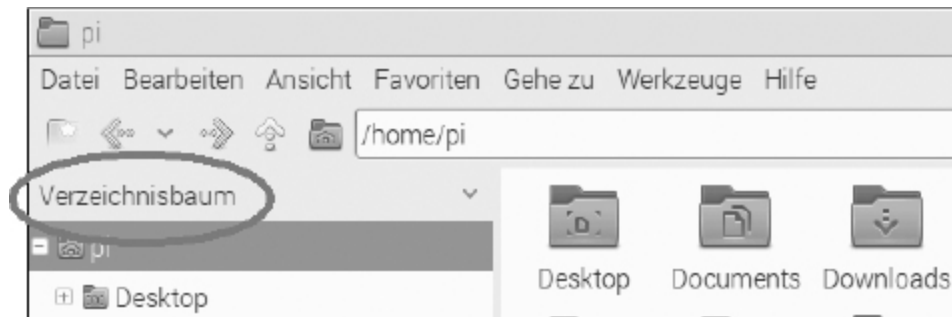 pi
Datei Bearbeiten Ansicht Favoriten Gehe zu Werkzeuge Hilfe
/home/pi
Verzeichnisbaum
pi
Desktop
Desktop Documents Downloads